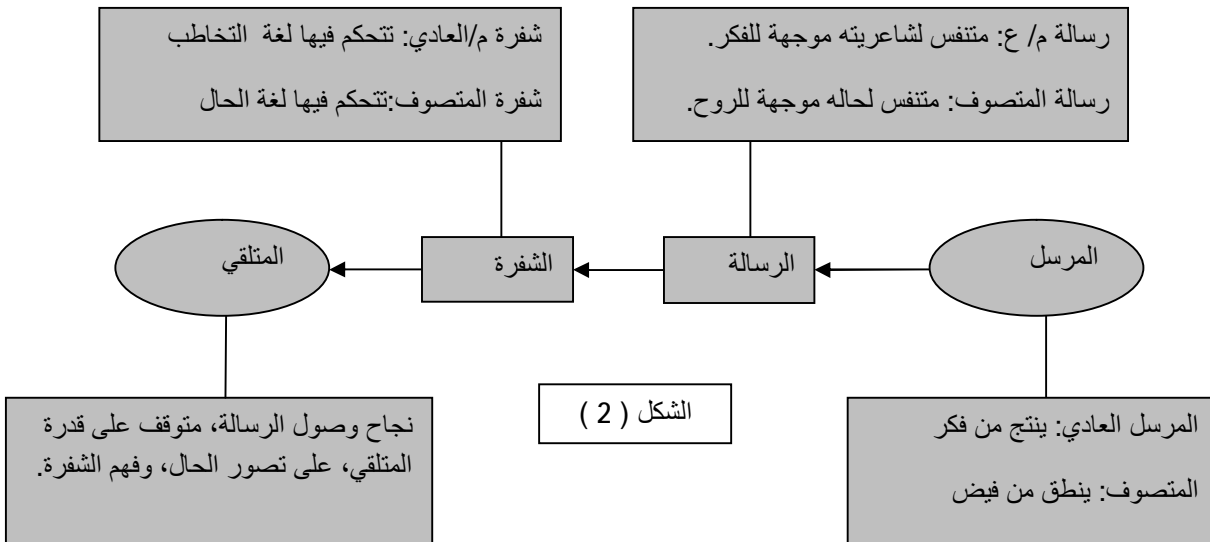 رسالة م/ ع: متنفس لشاعريته موجهة للفكر.
رسالة المتصوف: متنفس لحاله موجهة للروح.
شفرة م/العادي: تتحكم فيها لغة التخاطب
شفرة المتصوف:تتحكم فيها لغة الحال
المرسل
الرسالة
الشفرة
المتلقي
المرسل العادي: ينتج من فكر
المتصوف: ينطق من فيض
الشكل ( 2 )
نجاح وصول الرسالة، متوقف على قدرة
المتلقي، على تصور الحال، وفهم الشفرة.